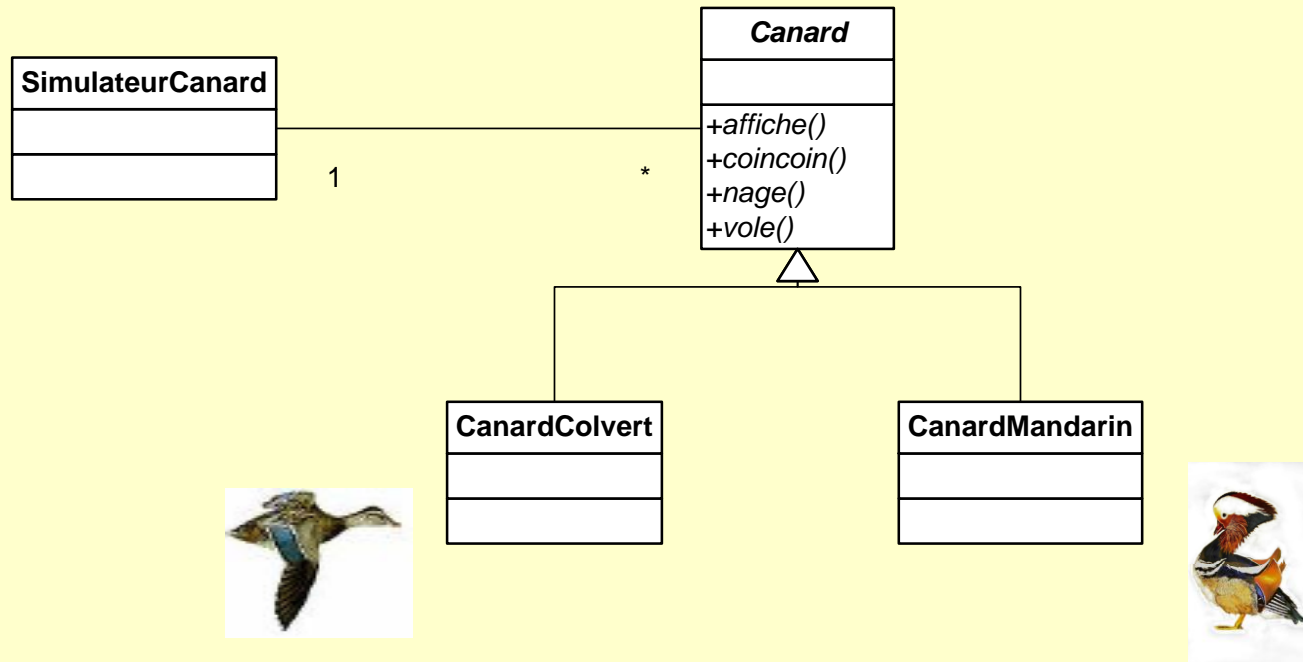 Canard
SimulateurCanard
+affiche()
+coincoin()
+nage()
+vole()
1
*
CanardColvert
CanardMandarin